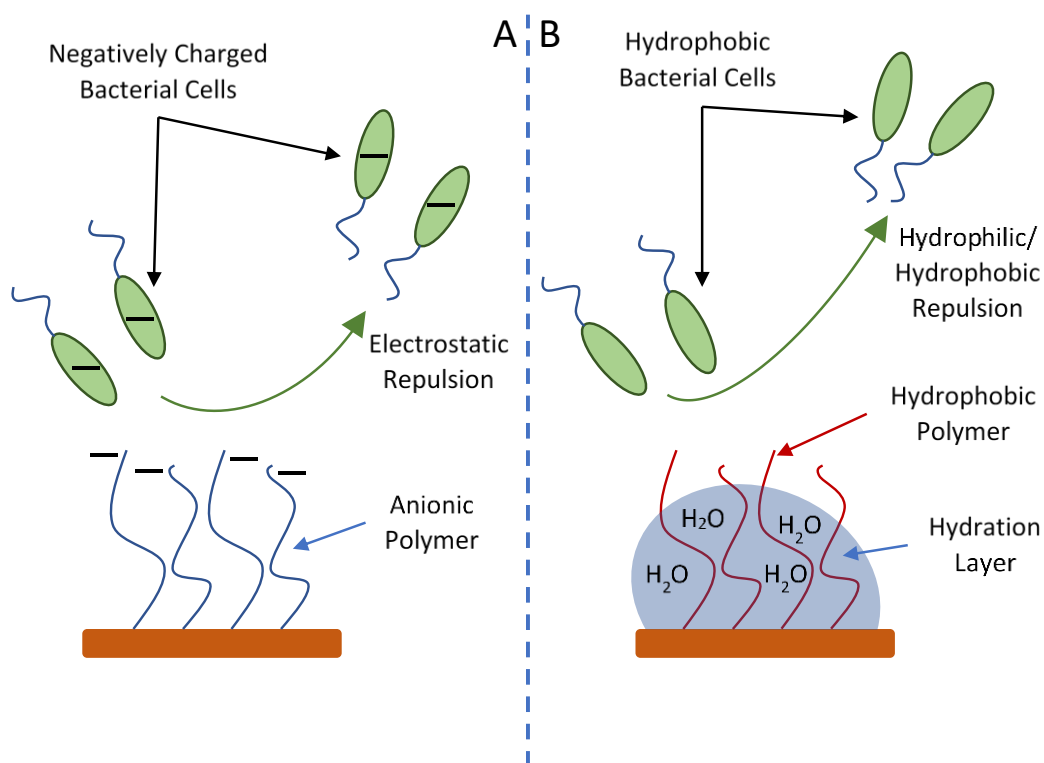 A
Negatively Charged
Bacterial Cells
Electrostatic
Repulsion
Anionic
Polymer
B
Hydrophobic
Bacterial Cells
Hydrophilic/
Hydrophobic
Repulsion
Hydrophobic
Polymer
H₂O
H₂O
H₂O
H₂O
Hydration
Layer